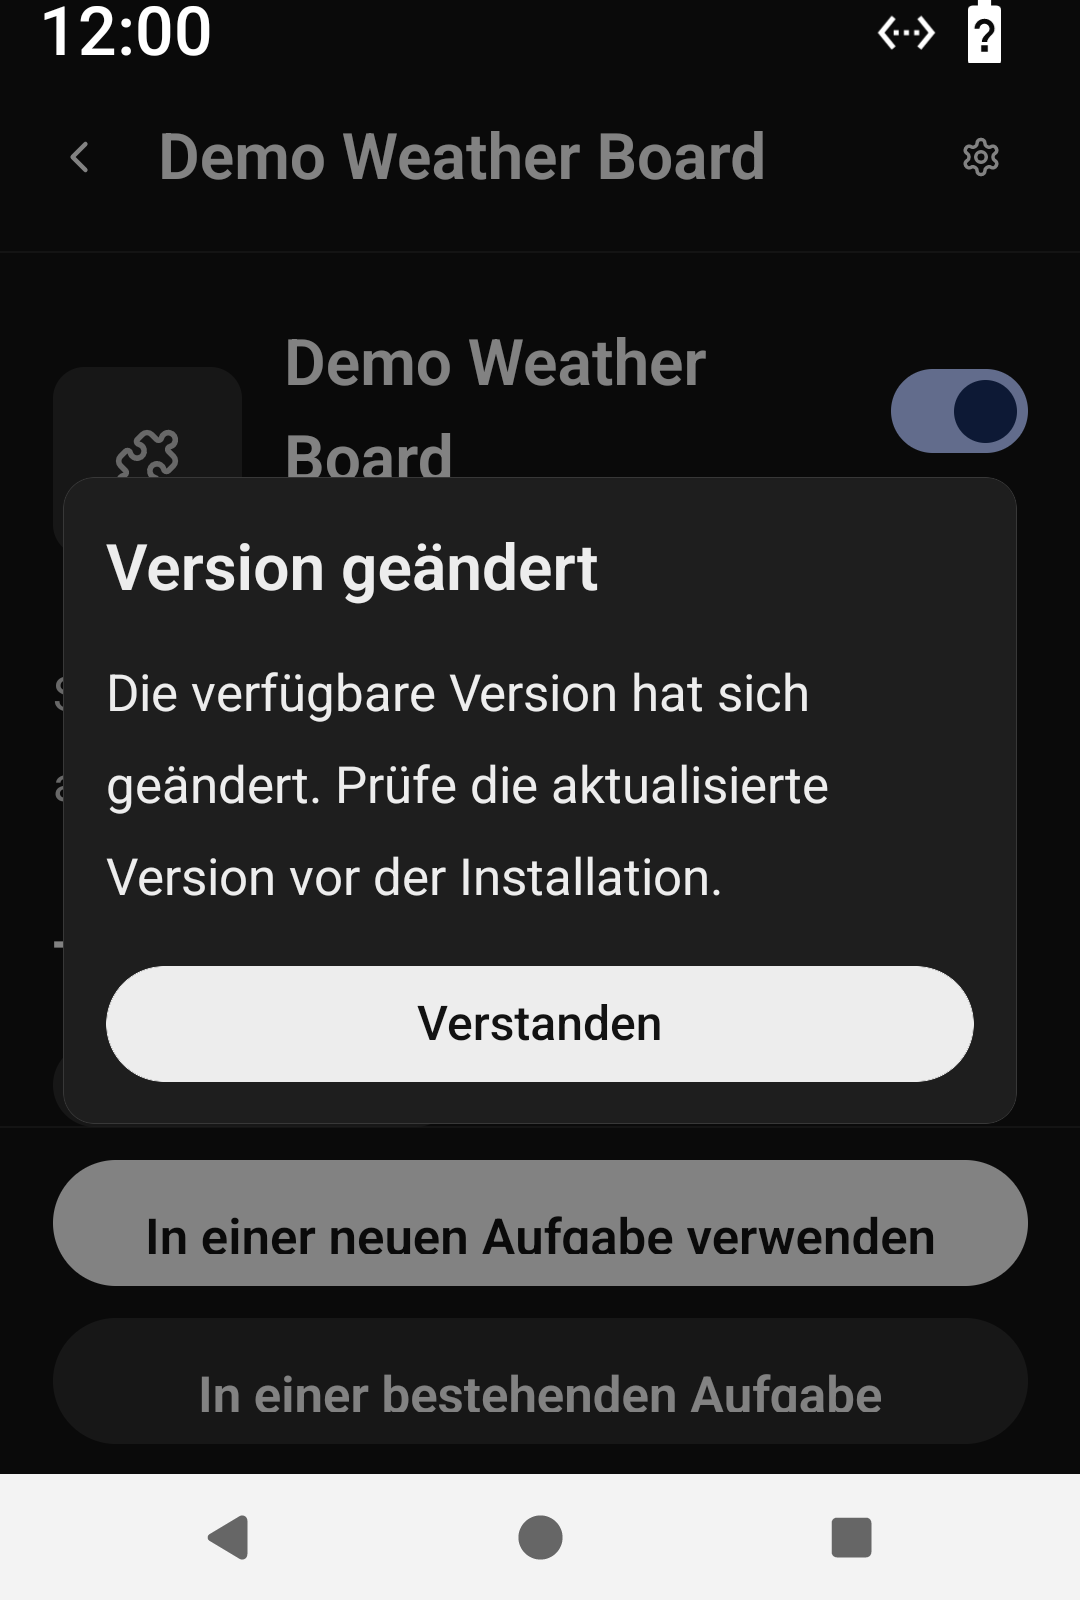 12:00
Demo Weather Board
Demo Weather
Board
Version geändert
Die verfügbare Version hat sich
geändert. Prüfe die aktualisierte
Version vor der Installation.
Verstanden
In einer neuen Aufgabe verwenden
In einer bestehenden Aufgabe